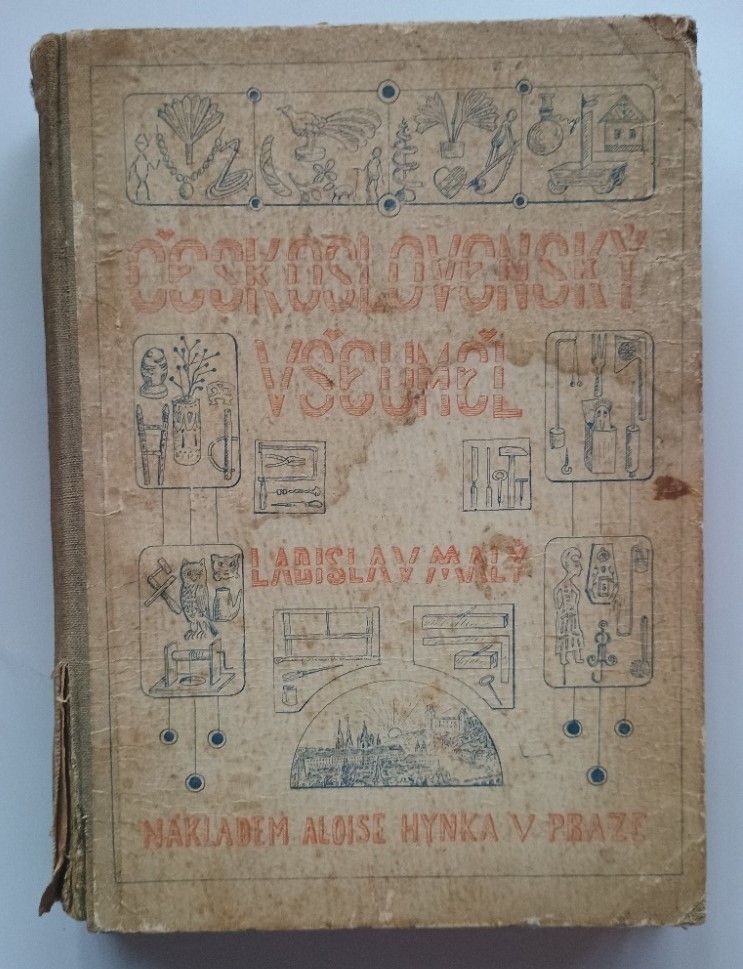 ČESKOSLOVENSKÝ
VŠEUMĚL
LADISLAV MALÝ
NÁKLADEM ALOISE HYNKA V PRAZE